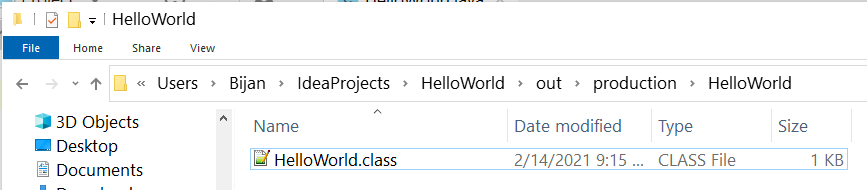 HelloWorld
File Home Share View
« Users > Bijan > IdeaProjects > HelloWorld > out > production > HelloWorld
3D Objects
Desktop
Documents
Name Date modified Type Size
HelloWorld.class 2/14/2021 9:15 ... CLASS File 1 KB